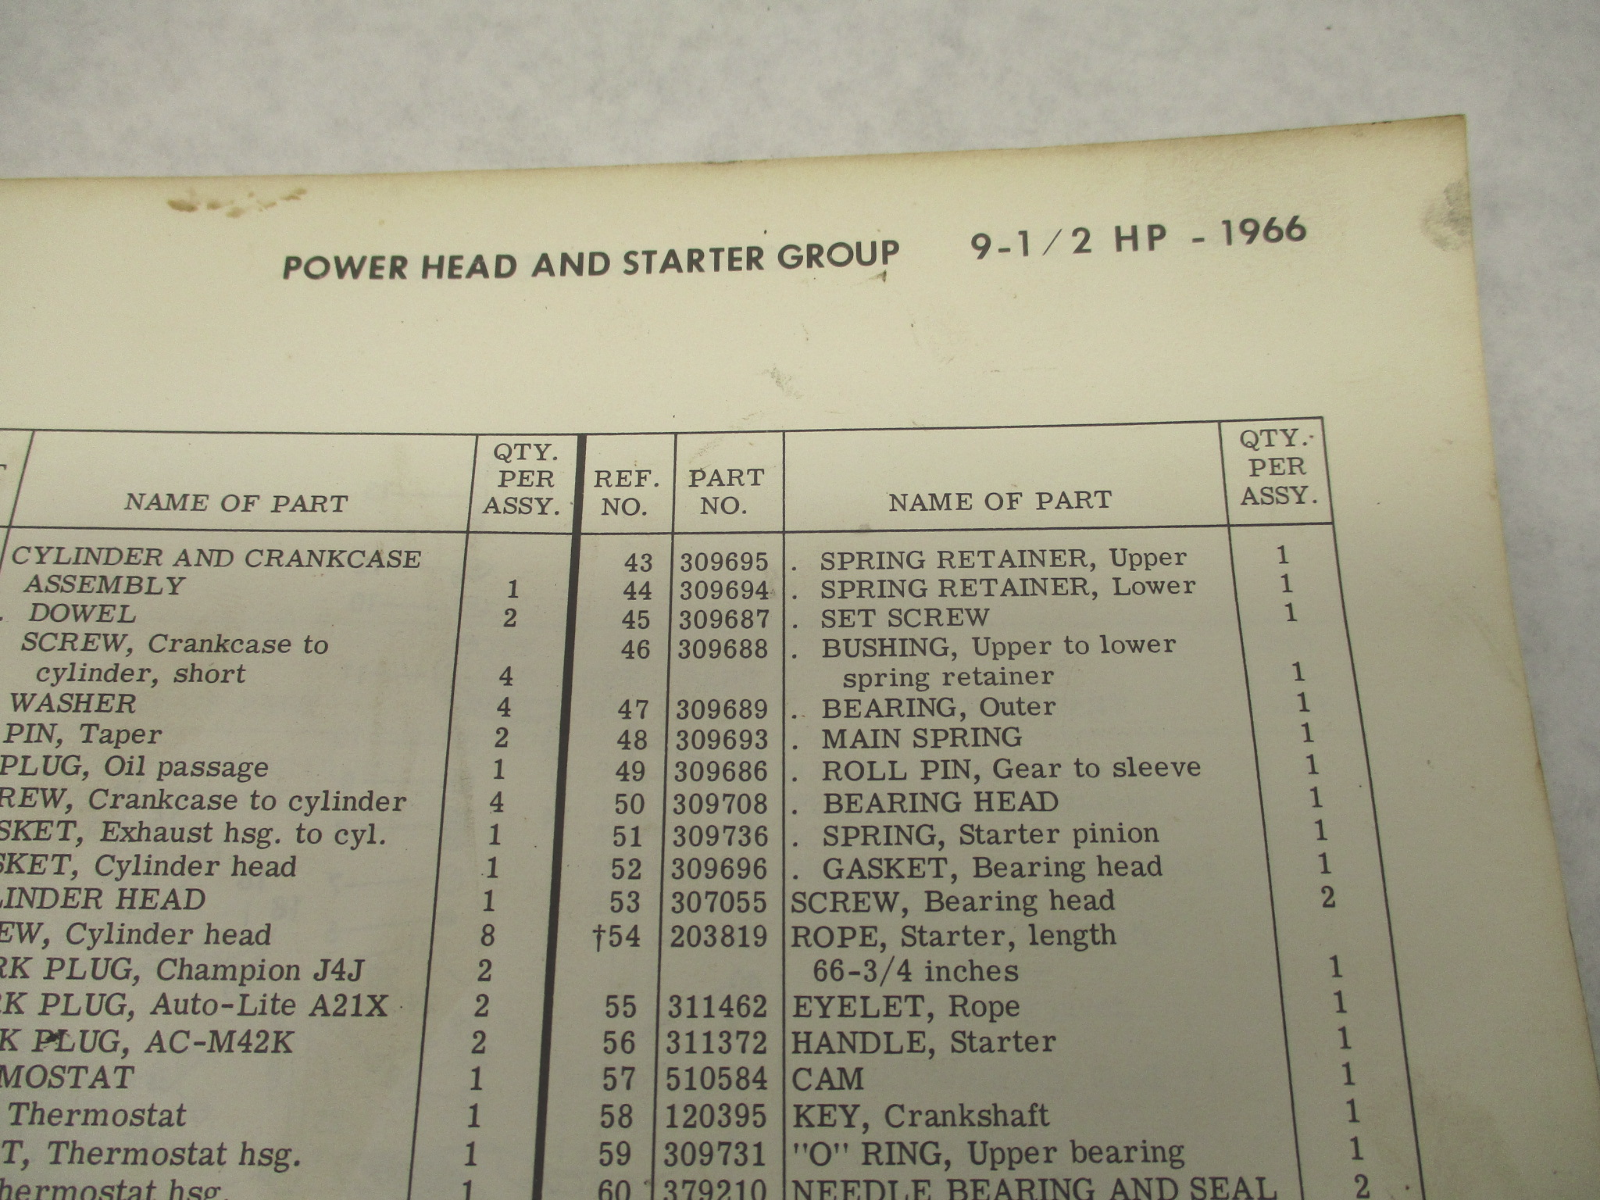 POWER HEAD AND STARTER GROUP 9-1/2 HP - 1966
NAME OF PART QTY. PER ASSY.
CYLINDER AND CRANKCASE
ASSEMBLY 1
. DOWEL 2
SCREW, Crankcase to
cylinder, short 4
WASHER 4
PIN, Taper 2
PLUG, Oil passage 1
REW, Crankcase to cylinder 4
SKET, Exhaust hsg. to cyl. 1
SKET, Cylinder head 1
LINDER HEAD 1
EW, Cylinder head 8
RK PLUG, Champion J4J 2
RK PLUG, Auto-Lite A21X 2
K PLUG, AC-M42K 2
MOSTAT 1
Thermostat 1
T, Thermostat hsg. 1
hermostat hsg. 1
REF. NO. PART NO. NAME OF PART QTY. PER ASSY.
43 309695 . SPRING RETAINER, Upper 1
44 309694 . SPRING RETAINER, Lower 1
45 309687 . SET SCREW 1
46 309688 . BUSHING, Upper to lower
spring retainer 1
47 309689 . BEARING, Outer 1
48 309693 . MAIN SPRING 1
49 309686 . ROLL PIN, Gear to sleeve 1
50 309708 . BEARING HEAD 1
51 309736 . SPRING, Starter pinion 1
52 309696 . GASKET, Bearing head 1
53 307055 SCREW, Bearing head 2
†54 203819 ROPE, Starter, length
66-3/4 inches 1
55 311462 EYELET, Rope 1
56 311372 HANDLE, Starter 1
57 510584 CAM 1
58 120395 KEY, Crankshaft 1
59 309731 "O" RING, Upper bearing 1
60 379210 NEEDLE BEARING AND SEAL 2